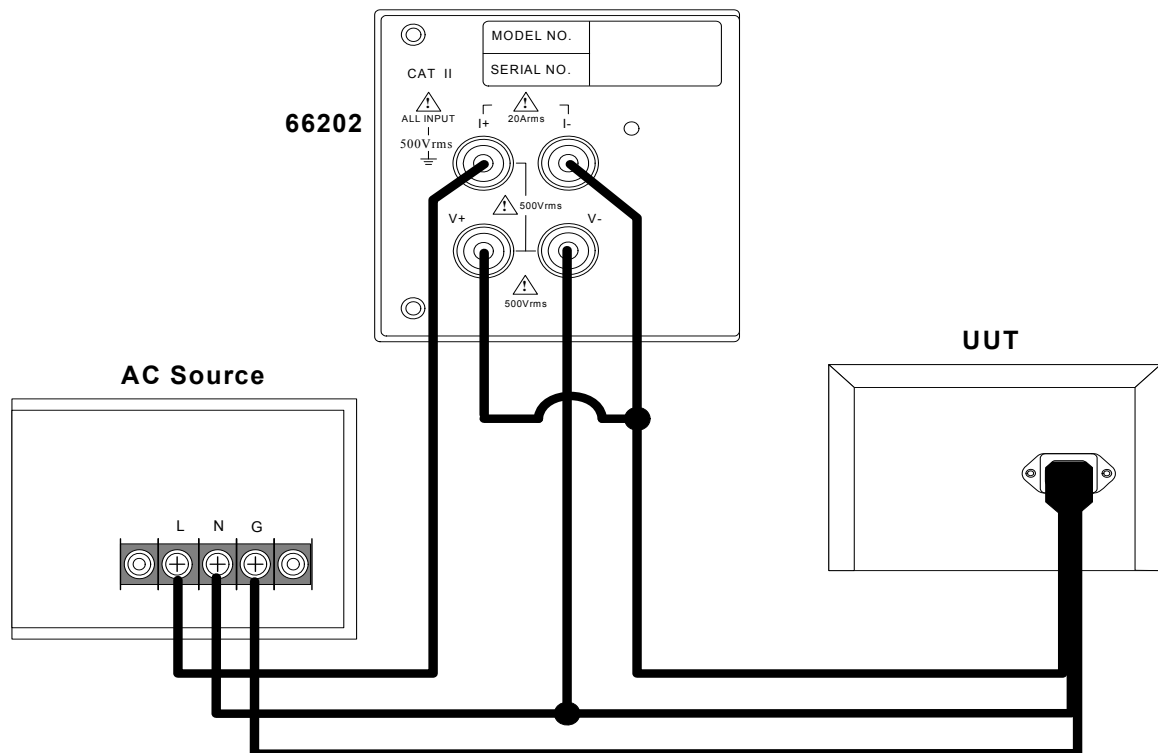 MODEL NO.
SERIAL NO.
CAT II
ALL INPUT
500Vrms
20Arms
I+
I-
66202
500Vrms
V+
V-
500Vrms
UUT
AC Source
L
N
G